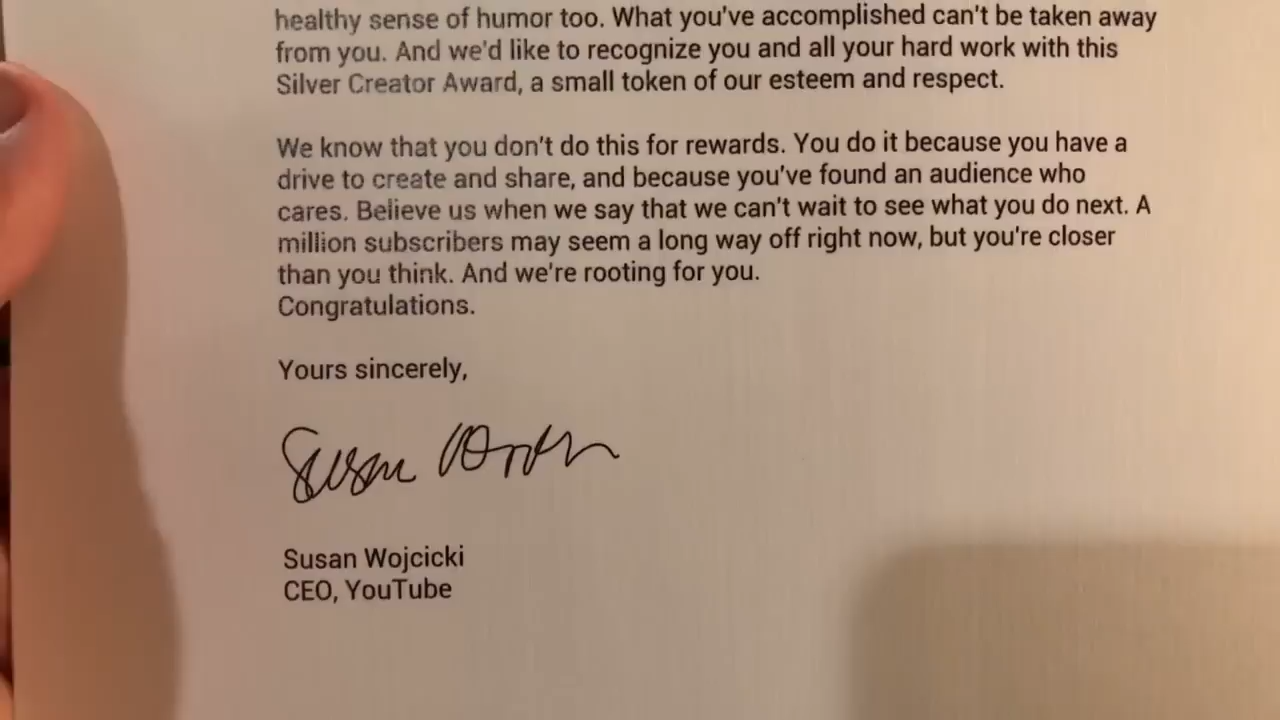 healthy sense of humor too. What you've accomplished can't be taken away
from you. And we'd like to recognize you and all your hard work with this
Silver Creator Award, a small token of our esteem and respect.
We know that you don't do this for rewards. You do it because you have a
drive to create and share, and because you've found an audience who
cares. Believe us when we say that we can't wait to see what you do next. A
million subscribers may seem a long way off right now, but you're closer
than you think. And we're rooting for you.
Congratulations.
Yours sincerely,
Susan
Susan Wojcicki
CEO, YouTube